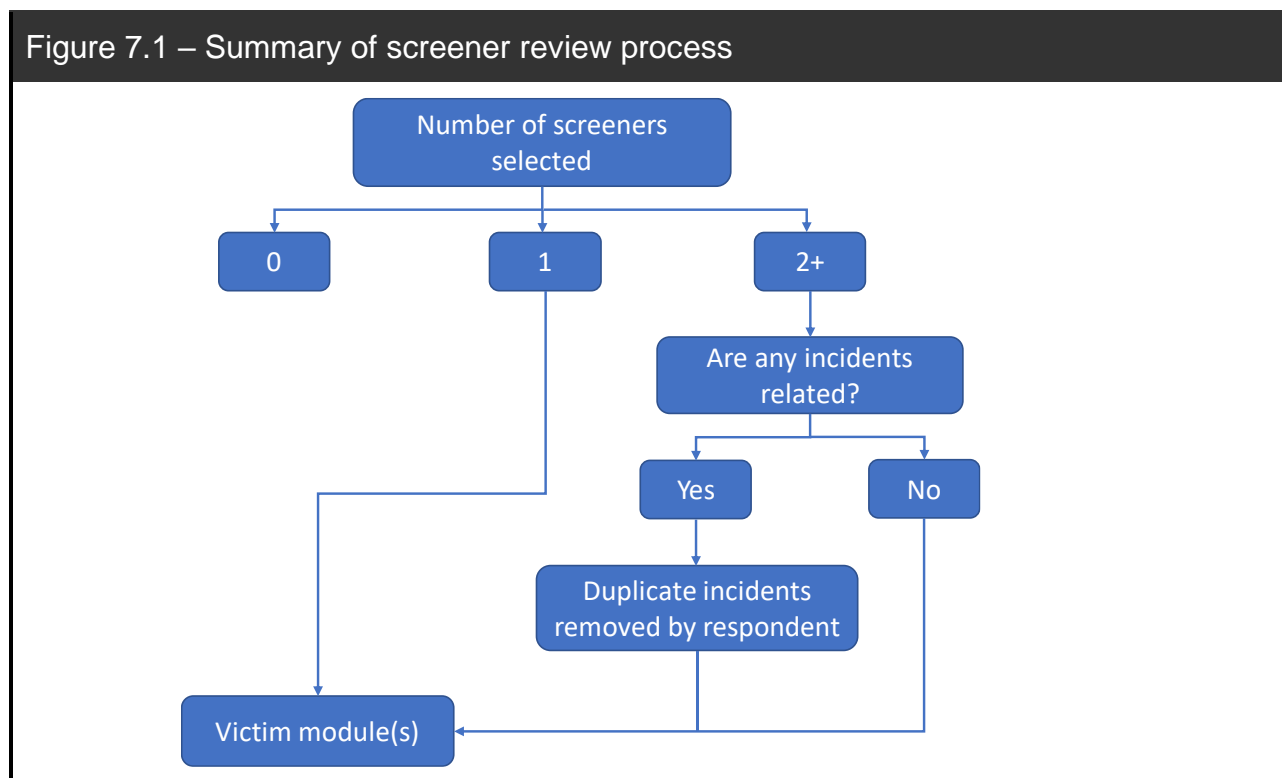 Figure 7.1 – Summary of screener review process
Number of screeners
selected
0
1
2+
Are any incidents
related?
Yes
No
Duplicate incidents
removed by respondent
Victim module(s)